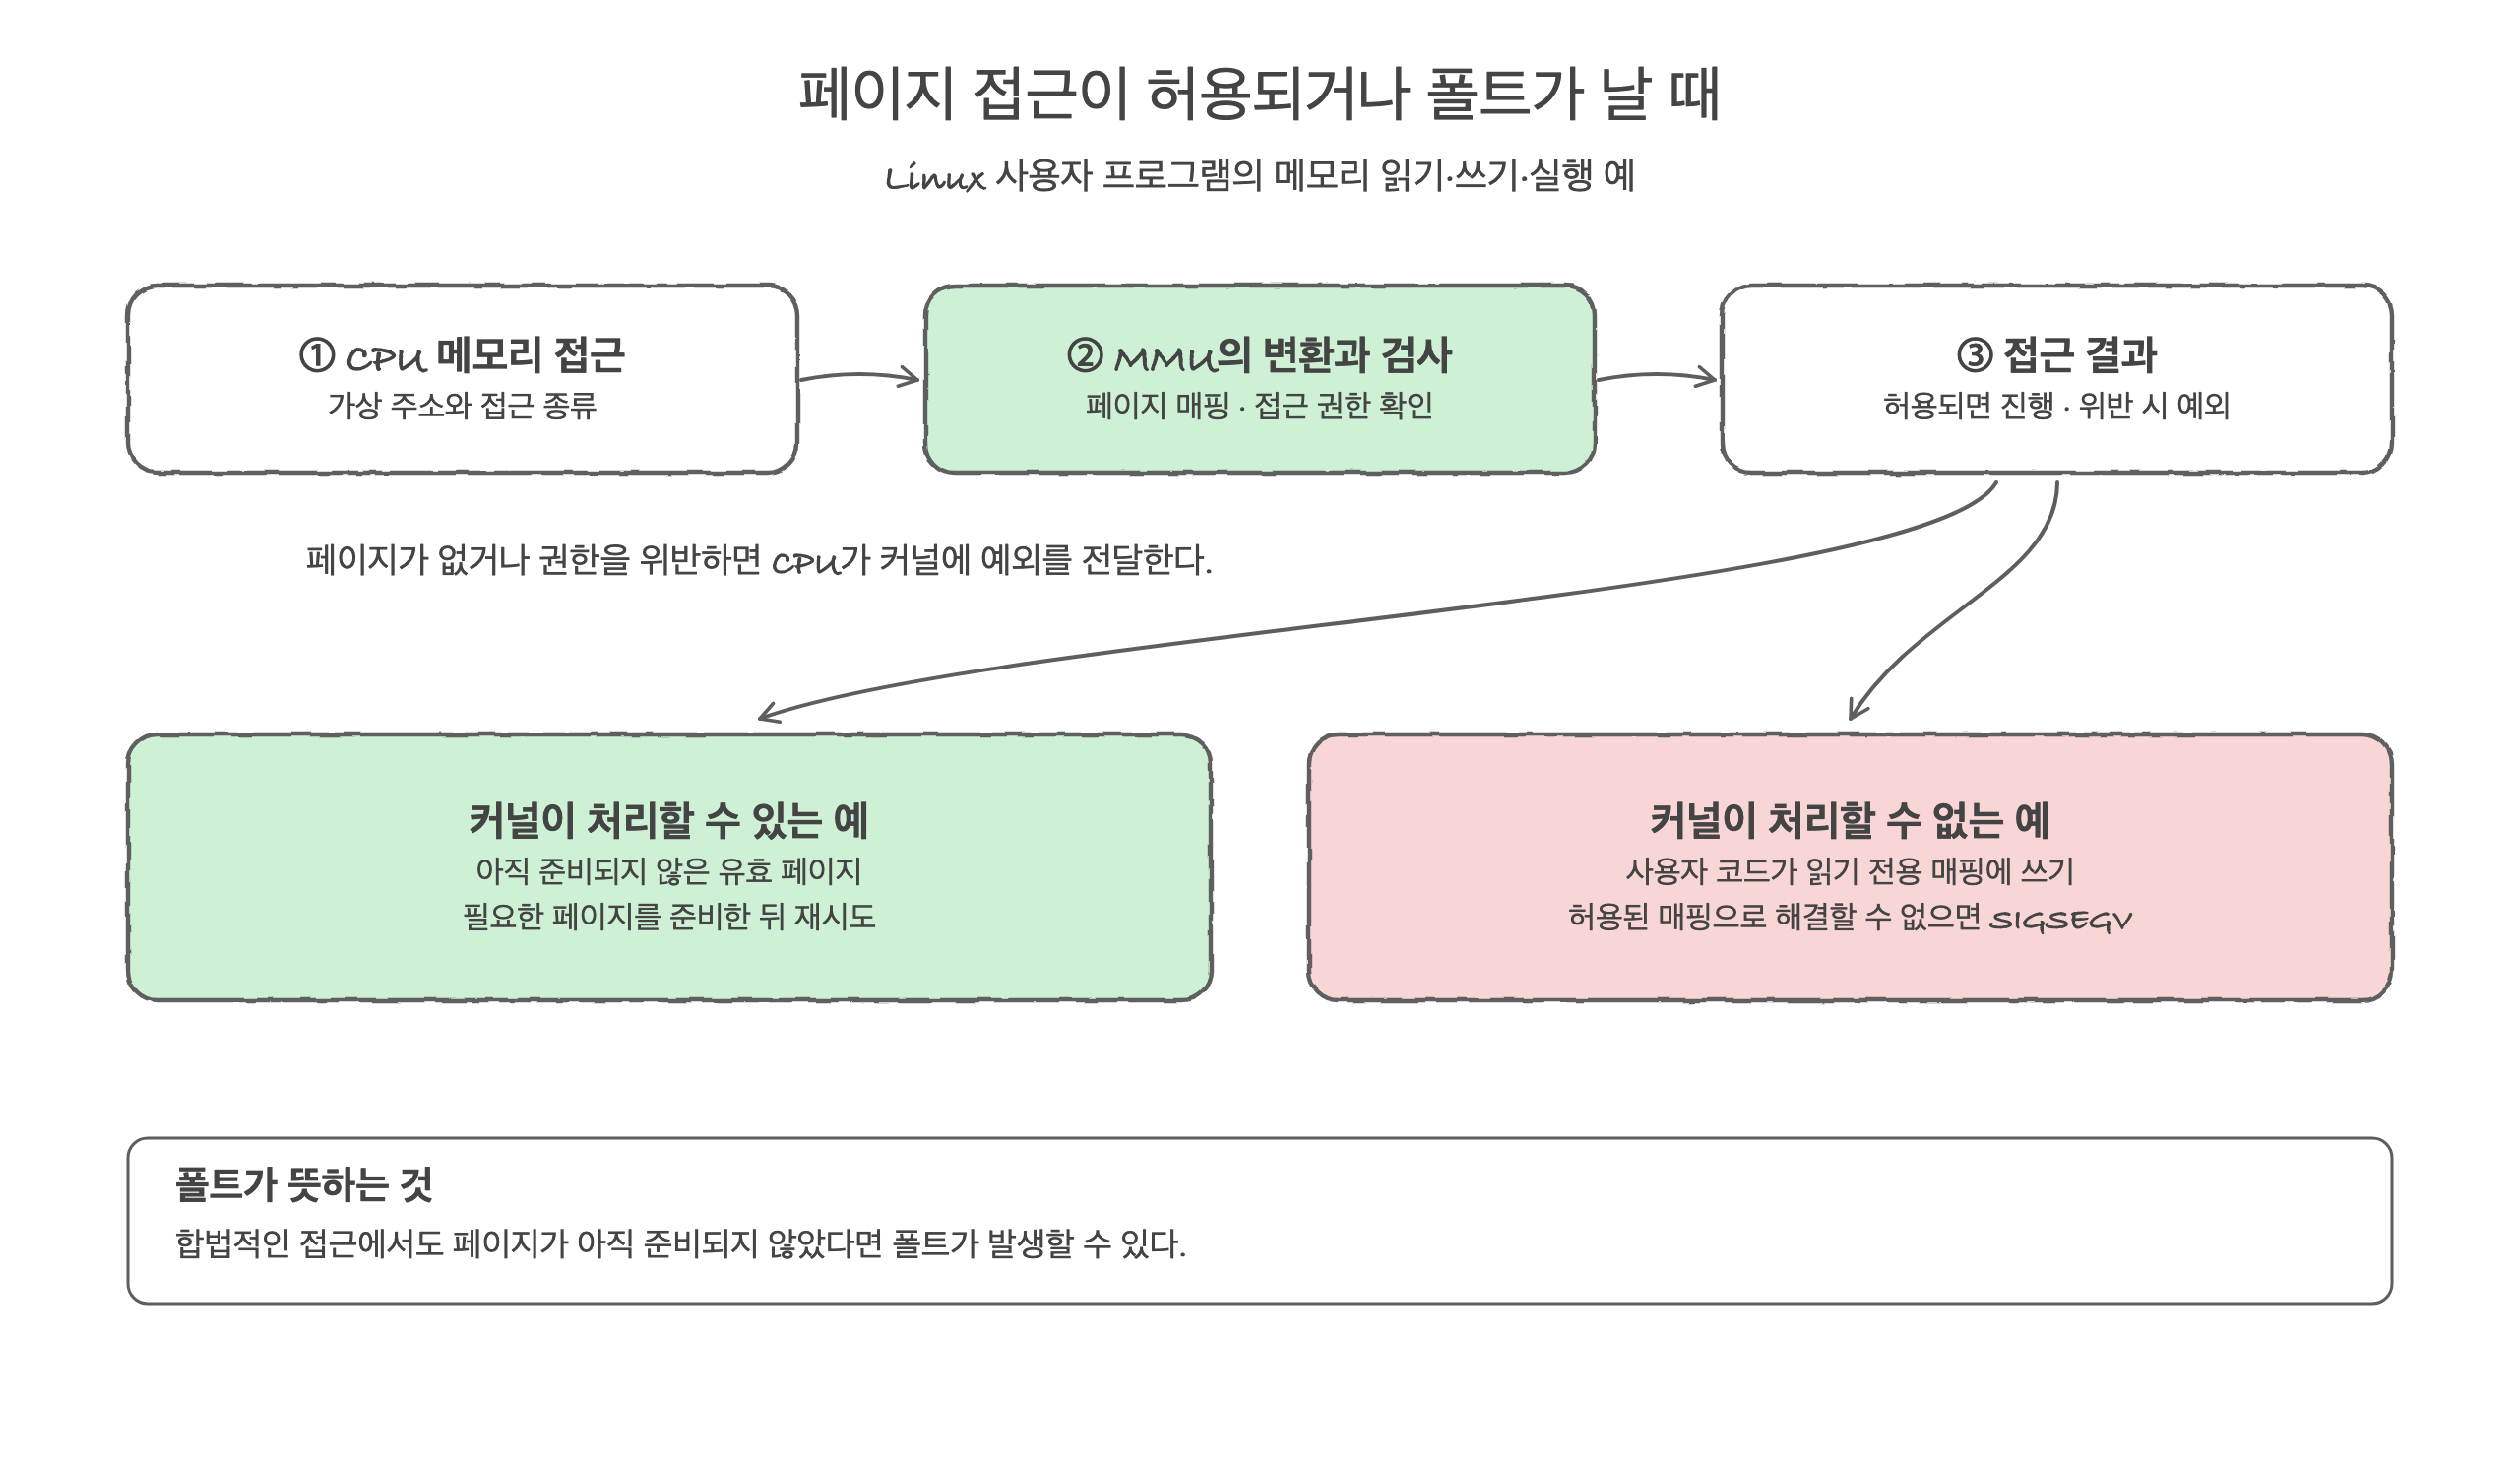 페이지 접근이 허용되거나 폴트가 날 때
Linux 사용자 프로그램의 메모리 읽기·쓰기·실행 예
① CPU 메모리 접근
가상 주소와 접근 종류
② MMU의 변환과 검사
페이지 매핑 · 접근 권한 확인
③ 접근 결과
허용되면 진행 · 위반 시 예외
페이지가 없거나 권한을 위반하면 CPU가 커널에 예외를 전달한다.
커널이 처리할 수 있는 예
아직 준비되지 않은 유효 페이지
필요한 페이지를 준비한 뒤 재시도
커널이 처리할 수 없는 예
사용자 코드가 읽기 전용 매핑에 쓰기
허용된 매핑으로 해결할 수 없으면 SIGSEGV
폴트가 뜻하는 것
합법적인 접근에서도 페이지가 아직 준비되지 않았다면 폴트가 발생할 수 있다.